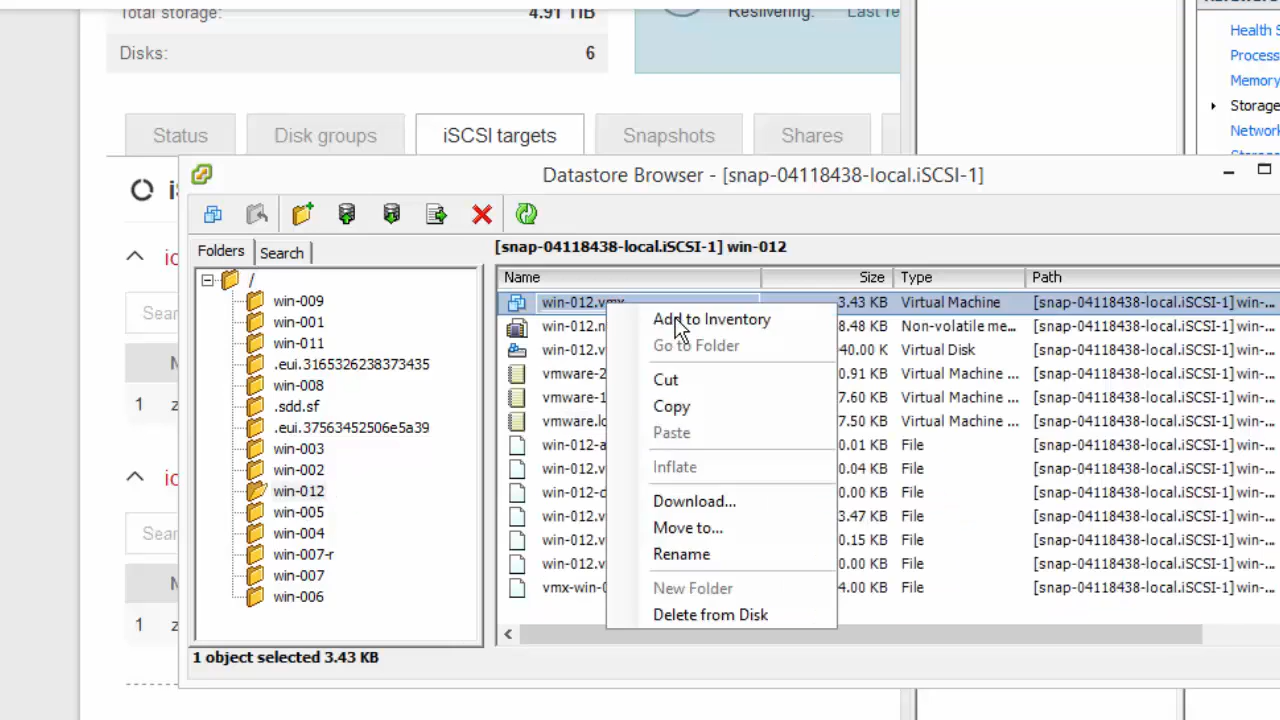 Total storage: 4.91 TiB
Resilvering: Last re
Disks: 6
Health S
Process
Memory
Storage
Network
Status Disk groups iSCSI targets Snapshots Shares
Datastore Browser - [snap-04118438-local.iSCSI-1]
Folders Search
[snap-04118438-local.iSCSI-1] win-012
Name Size Type Path
/
win-009
win-001
win-011
.eui.3165326238373435
win-008
.sdd.sf
.eui.37563452506e5a39
win-003
win-002
win-012
win-005
win-004
win-007-r
win-007
win-006
win-012.vmx 3.43 KB Virtual Machine [snap-04118438-local.iSCSI-1] win-...
win-012.n 8.48 KB Non-volatile me... [snap-04118438-local.iSCSI-1] win-...
win-012.v 40.00 K Virtual Disk [snap-04118438-local.iSCSI-1] win-...
vmware-2 0.91 KB Virtual Machine ... [snap-04118438-local.iSCSI-1] win-...
vmware-1 7.60 KB Virtual Machine ... [snap-04118438-local.iSCSI-1] win-...
vmware.lo 7.50 KB Virtual Machine ... [snap-04118438-local.iSCSI-1] win-...
win-012-a 0.01 KB File [snap-04118438-local.iSCSI-1] win-...
win-012.v 0.04 KB File [snap-04118438-local.iSCSI-1] win-...
win-012-c 0.00 KB File [snap-04118438-local.iSCSI-1] win-...
win-012.v 3.47 KB File [snap-04118438-local.iSCSI-1] win-...
win-012.v 0.15 KB File [snap-04118438-local.iSCSI-1] win-...
win-012.v 0.00 KB File [snap-04118438-local.iSCSI-1] win-...
vmx-win-0 4.00 KB File [snap-04118438-local.iSCSI-1] win-...
Add to Inventory
Go to Folder
Cut
Copy
Paste
Inflate
Download...
Move to...
Rename
New Folder
Delete from Disk
Sear
1 z
Sear
1 z
1 object selected 3.43 KB